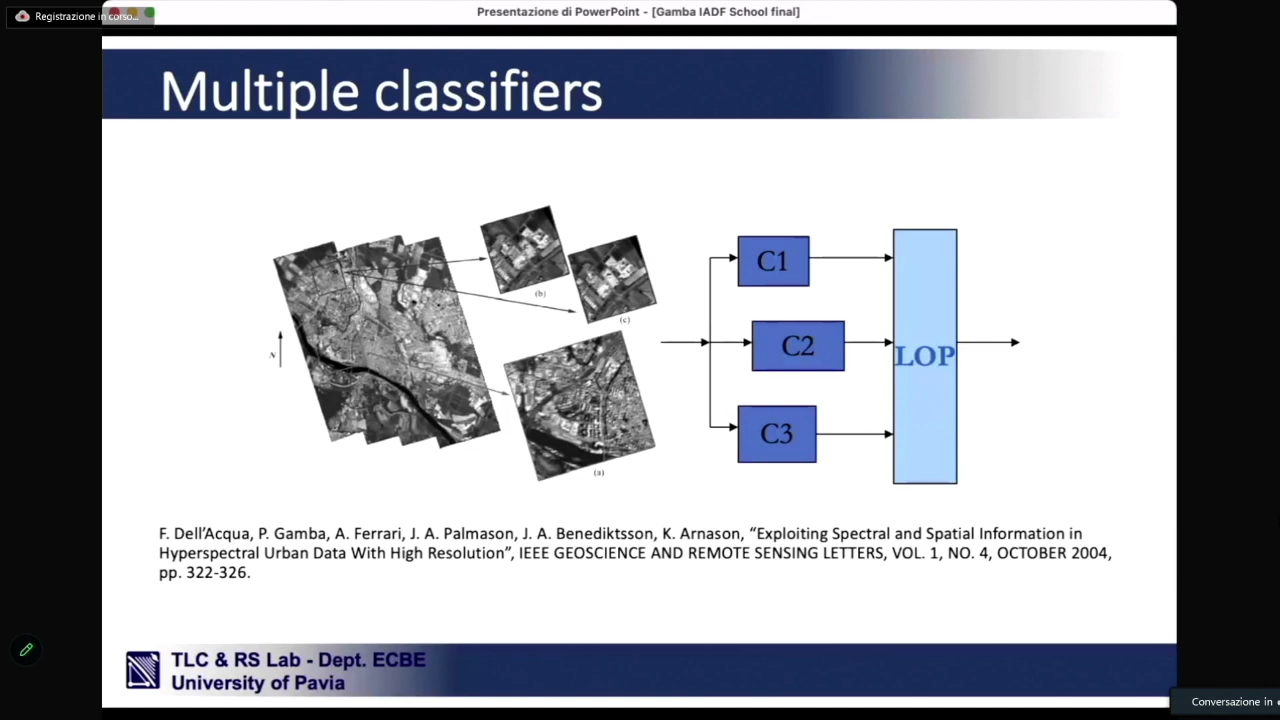 Registrazione in corso...
Presentazione di PowerPoint - [Gamba IADF School final]
Multiple classifiers
N
(b)
(c)
(a)
C1
C2
C3
LOP
F. Dell’Acqua, P. Gamba, A. Ferrari, J. A. Palmason, J. A. Benediktsson, K. Arnason, “Exploiting Spectral and Spatial Information in
Hyperspectral Urban Data With High Resolution”, IEEE GEOSCIENCE AND REMOTE SENSING LETTERS, VOL. 1, NO. 4, OCTOBER 2004,
pp. 322-326.
TLC & RS Lab - Dept. ECBE
University of Pavia
Conversazione in